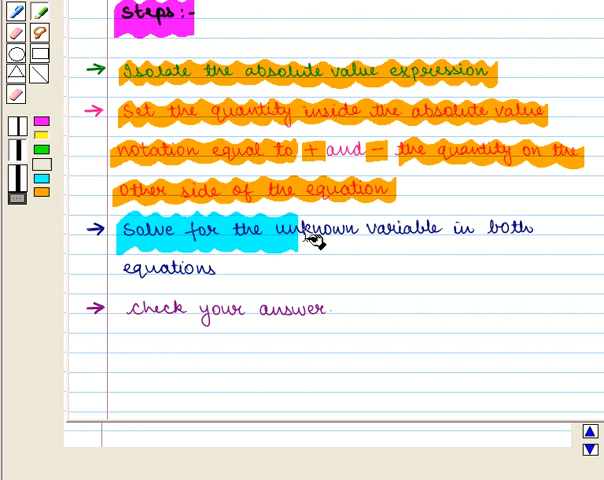 Steps :-
→ Isolate the absolute value expression
→ Set the quantity inside the absolute value
notation equal to + and - the quantity on the
other side of the equation
→ Solve for the unknown variable in both
equations
→ check your answer.